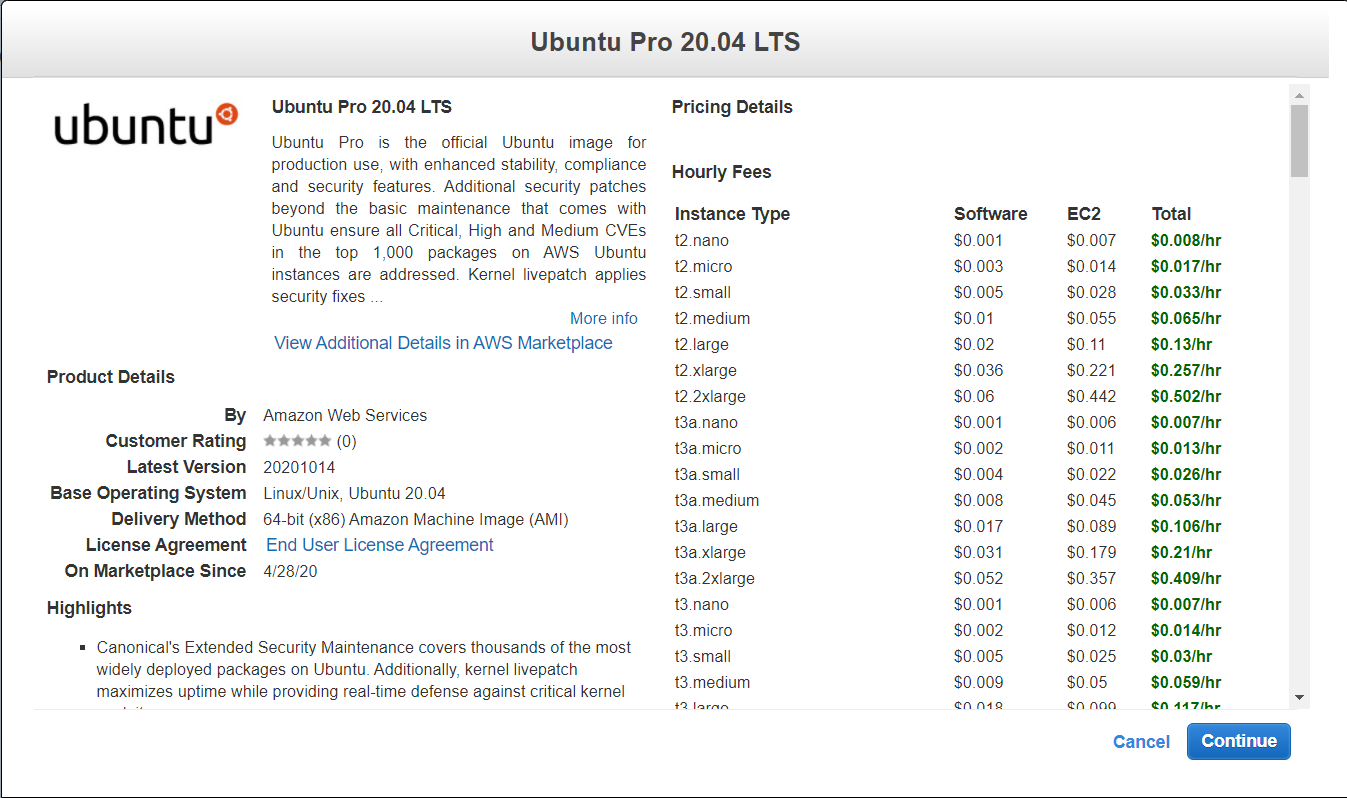 Ubuntu Pro 20.04 LTS
ubuntu
Ubuntu Pro 20.04 LTS
Ubuntu Pro is the official Ubuntu image for
production use, with enhanced stability, compliance
and security features. Additional security patches
beyond the basic maintenance that comes with
Ubuntu ensure all Critical, High and Medium CVEs
in the top 1,000 packages on AWS Ubuntu
instances are addressed. Kernel livepatch applies
security fixes ...
More info
View Additional Details in AWS Marketplace
Product Details
By Amazon Web Services
Customer Rating (0)
Latest Version 20201014
Base Operating System Linux/Unix, Ubuntu 20.04
Delivery Method 64-bit (x86) Amazon Machine Image (AMI)
License Agreement End User License Agreement
On Marketplace Since 4/28/20
Highlights
Canonical's Extended Security Maintenance covers thousands of the most
widely deployed packages on Ubuntu. Additionally, kernel livepatch
maximizes uptime while providing real-time defense against critical kernel
Pricing Details
Hourly Fees
Instance Type Software EC2 Total
t2.nano $0.001 $0.007 $0.008/hr
t2.micro $0.003 $0.014 $0.017/hr
t2.small $0.005 $0.028 $0.033/hr
t2.medium $0.01 $0.055 $0.065/hr
t2.large $0.02 $0.11 $0.13/hr
t2.xlarge $0.036 $0.221 $0.257/hr
t2.2xlarge $0.06 $0.442 $0.502/hr
t3a.nano $0.001 $0.006 $0.007/hr
t3a.micro $0.002 $0.011 $0.013/hr
t3a.small $0.004 $0.022 $0.026/hr
t3a.medium $0.008 $0.045 $0.053/hr
t3a.large $0.017 $0.089 $0.106/hr
t3a.xlarge $0.031 $0.179 $0.21/hr
t3a.2xlarge $0.052 $0.357 $0.409/hr
t3.nano $0.001 $0.006 $0.007/hr
t3.micro $0.002 $0.012 $0.014/hr
t3.small $0.005 $0.025 $0.03/hr
t3.medium $0.009 $0.05 $0.059/hr
t3.large $0.018 $0.099 $0.117/hr
Cancel Continue